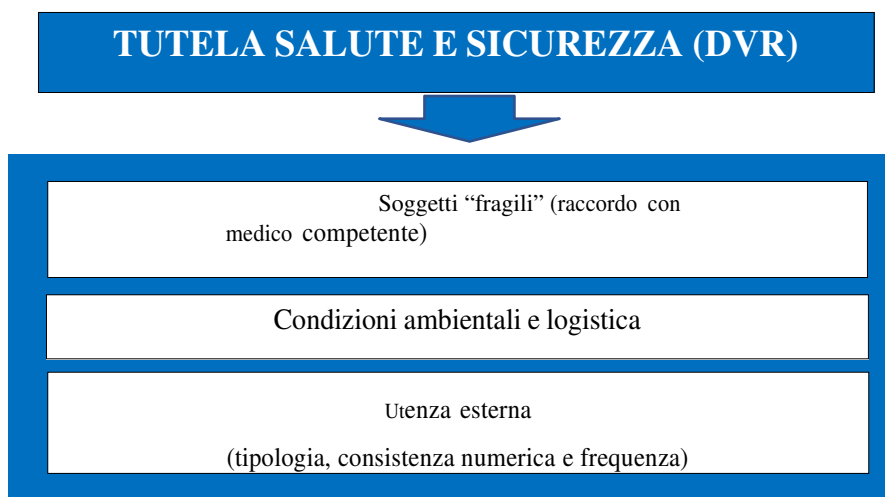 TUTELA SALUTE E SICUREZZA (DVR)
Soggetti “fragili” (raccordo con
medico competente)
Condizioni ambientali e logistica
Utenza esterna
(tipologia, consistenza numerica e frequenza)